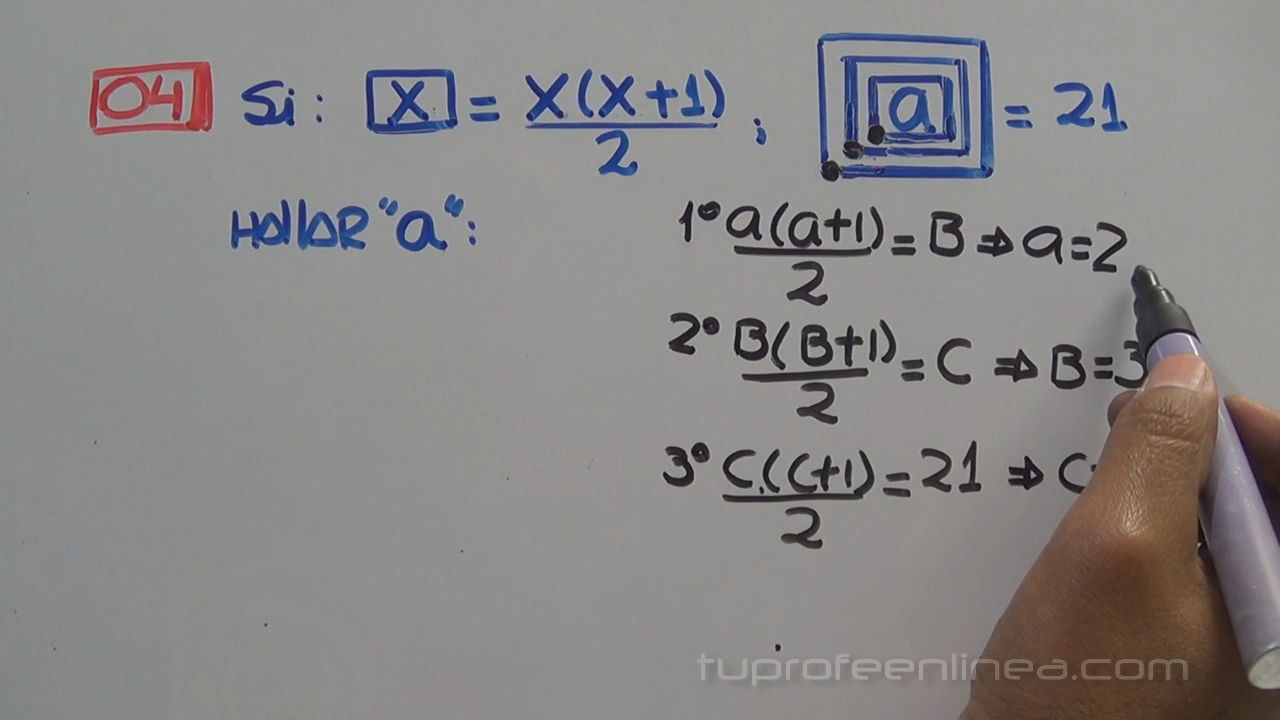 04 Si: x = x(x+1)/2 ; a = 21
Hallar "a":
1° a(a+1)/2 = B ⇒ a=2
2° B(B+1)/2 = C ⇒ B=3
3° C.(C+1)/2 = 21 ⇒ C=
tuprofeenlinea.com